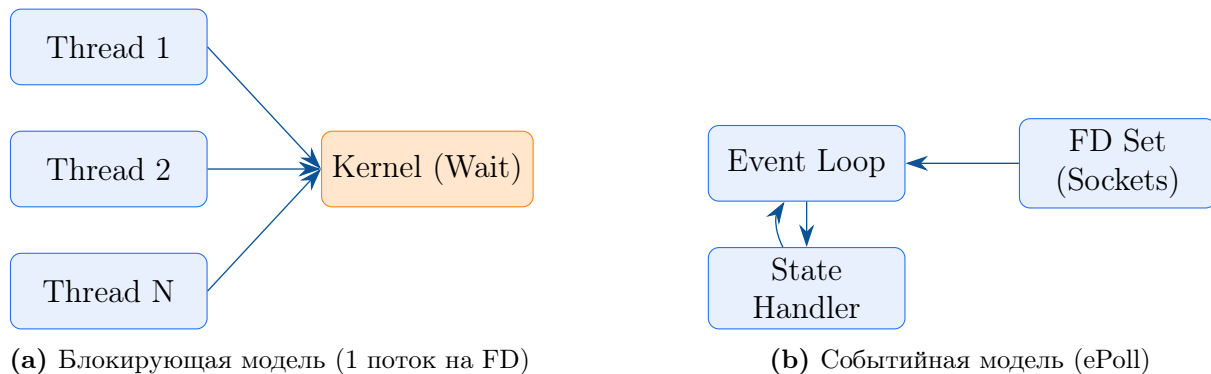 Thread 1
Thread 2
Thread N
Kernel (Wait)
(a) Блокирующая модель (1 поток на FD)
Event Loop
FD Set
(Sockets)
State
Handler
(b) Событийная модель (ePoll)